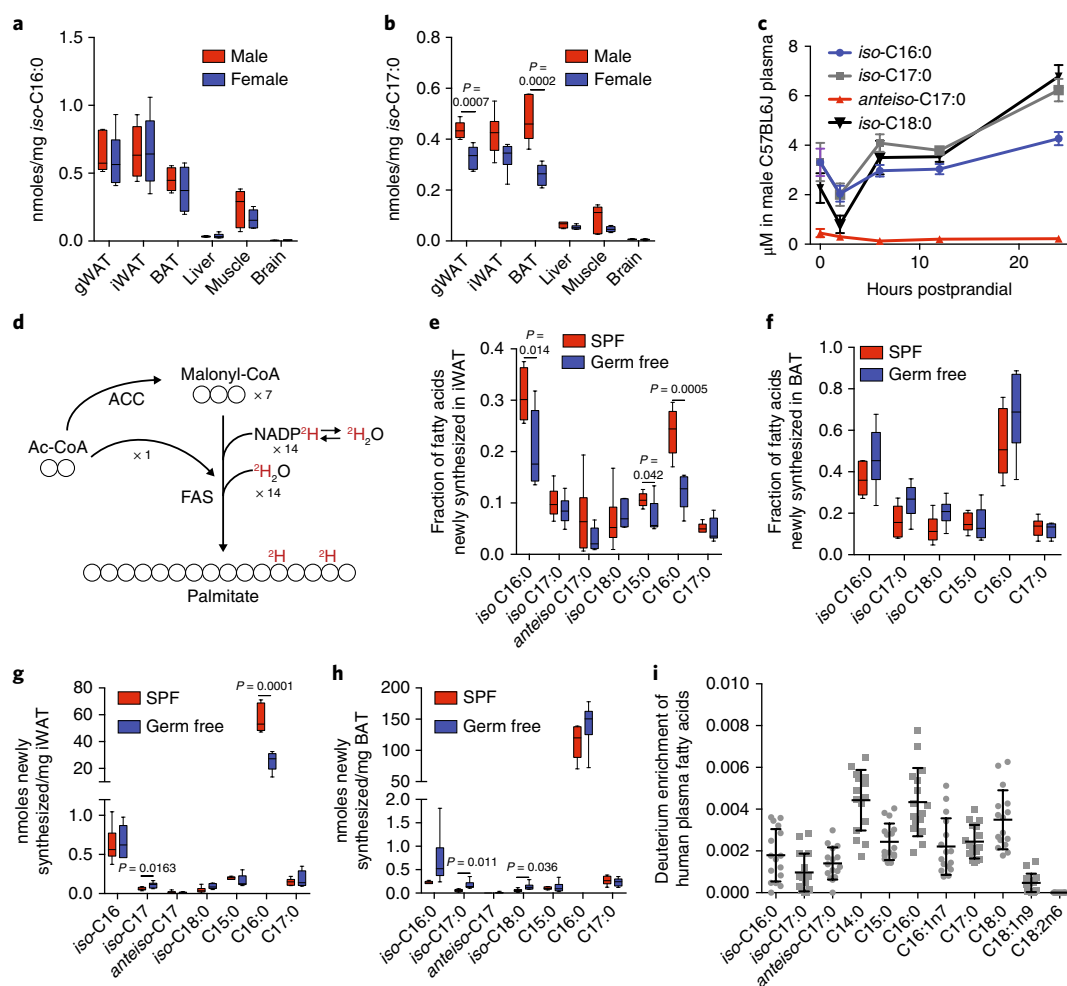 a
nmoles/mg iso-C16:0
1.5
1.0
0.5
0.0
Male
Female
gWAT
iWAT
BAT
Liver
Muscle
Brain
b
nmoles/mg iso-C17:0
0.8
0.6
0.4
0.2
0.0
Male
Female
P =
0.0007
P =
0.0002
gWAT
iWAT
BAT
Liver
Muscle
Brain
c
μM in male C57BL6J plasma
8
6
4
2
0
iso-C16:0
iso-C17:0
anteiso-C17:0
iso-C18:0
0
10
20
Hours postprandial
d
Malonyl-CoA
× 7
ACC
Ac-CoA
× 1
NADP²H
²H₂O
× 14
²H₂O
× 14
FAS
²H
²H
Palmitate
e
Fraction of fatty acids
newly synthesized in iWAT
0.4
0.3
0.2
0.1
0.0
P =
0.014
SPF
Germ free
P = 0.0005
P =
0.042
iso C16:0
iso C17:0
anteiso C17:0
iso C18:0
C15:0
C16:0
C17:0
f
Fraction of fatty acids
newly synthesized in BAT
1.0
0.8
0.6
0.4
0.2
0.0
SPF
Germ free
iso C16:0
iso C17:0
iso C18:0
C15:0
C16:0
C17:0
g
nmoles newly
synthesized/mg iWAT
80
60
40
20
1.0
0.5
0.0
SPF
Germ free
P = 0.0001
P = 0.0163
iso-C16
iso-C17
anteiso-C17
iso-C18:0
C15:0
C16:0
C17:0
h
nmoles newly
synthesized/mg BAT
200
150
100
50
2.0
1.5
1.0
0.5
0.0
SPF
Germ free
P = 0.011
P = 0.036
iso-C16:0
iso-C17:0
anteiso-C17
iso-C18:0
C15:0
C16:0
C17:0
i
Deuterium enrichment of
human plasma fatty acids
0.010
0.008
0.006
0.004
0.002
0.000
iso-C16:0
iso-C17:0
anteiso-C17:0
C14:0
C15:0
C16:0
C16:1n7
C17:0
C18:0
C18:1n9
C18:2n6